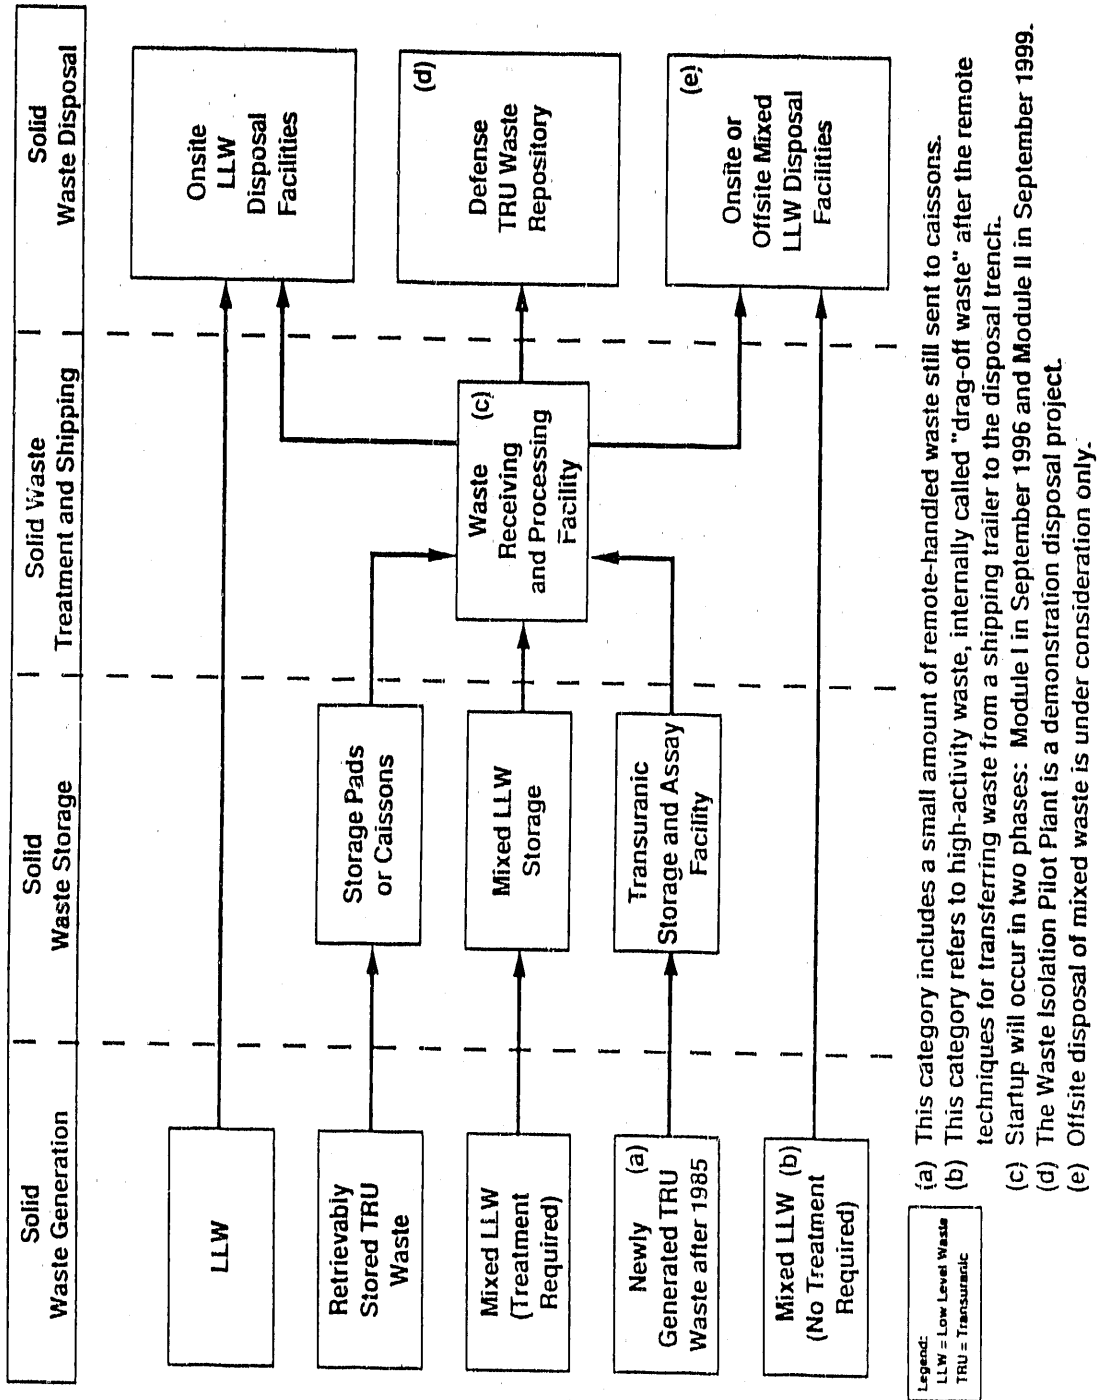 Solid
Waste Generation
Solid
Waste Storage
Solid Waste
Treatment and Shipping
Solid
Waste Disposal
LLW
Retrievably
Stored TRU
Waste
Mixed LLW
(Treatment
Required)
Newly (a)
Generated TRU
Waste after 1985
Mixed LLW (b)
(No Treatment
Required)
Storage Pads
or Caissons
Mixed LLW
Storage
Transuranic
Storage and Assay
Facility
Waste (c)
Receiving
and Processing
Facility
Onsite
LLW
Disposal
Facilities
(d)
Defense
TRU Waste
Repository
(e)
Onsite or
Offsite Mixed
LLW Disposal
Facilities
Legend:
LLW = Low Level Waste
TRU = Transuranic
(a) This category includes a small amount of remote-handled waste still sent to caissons.
(b) This category refers to high-activity waste, internally called "drag-off waste" after the remote
techniques for transferring waste from a shipping trailer to the disposal trench.
(c) Startup will occur in two phases: Module I in September 1996 and Module II in September 1999.
(d) The Waste Isolation Pilot Plant is a demonstration disposal project.
(e) Offsite disposal of mixed waste is under consideration only.